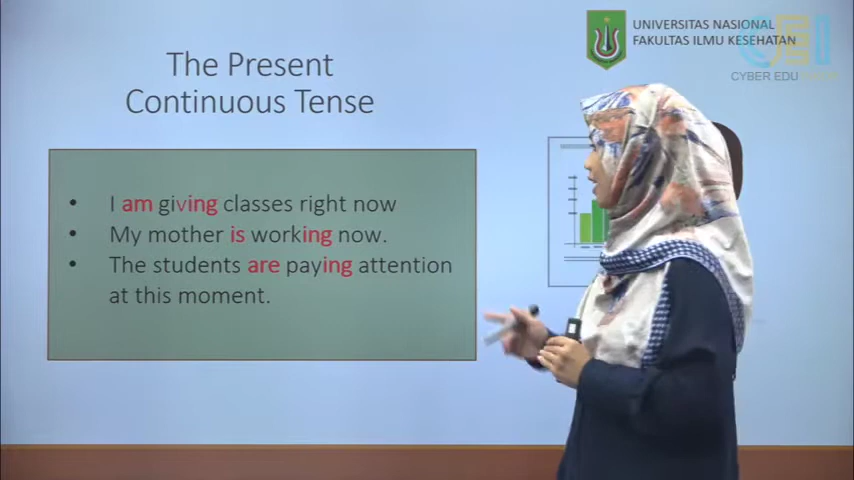 UNIVERSITAS NASIONAL
FAKULTAS ILMU KESEHATAN
CYBER EDU
The Present
Continuous Tense
• I am giving classes right now
• My mother is working now.
• The students are paying attention
at this moment.